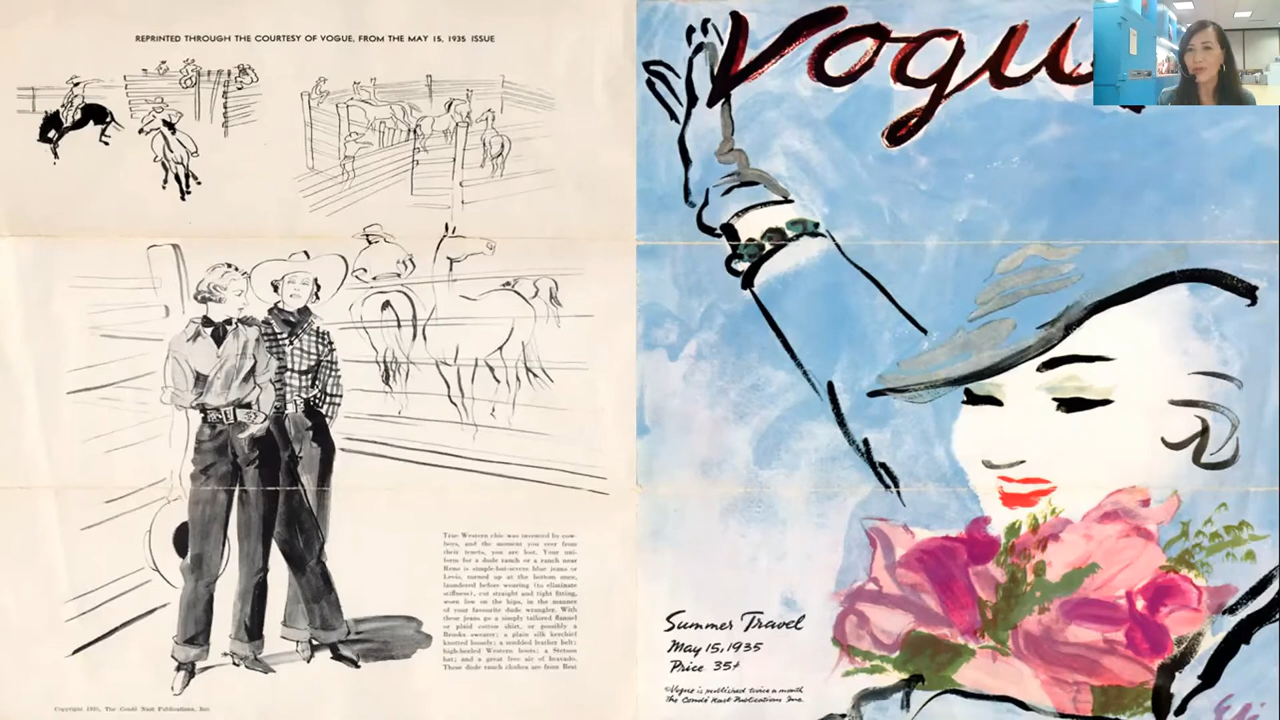 REPRINTED THROUGH THE COURTESY OF VOGUE, FROM THE MAY 15, 1935 ISSUE
True Western chic was invented by cow-
boys, and the moment you veer from
their tenets, you are lost. Your uni-
form for a dude ranch or a ranch near
Reno is simple-but-severe blue jeans or
Levis, turned up at the bottom once,
laundered before wearing (to eliminate
stiffness), cut straight and tight fitting,
worn low on the hips, in the manner
of your favourite dude wrangler. With
these jeans go a simply tailored flannel
or plaid cotton shirt, or possibly a
Brooks sweater; a plain silk kerchief
knotted loosely; a studded leather belt;
high-heeled Western boots; a Stetson
hat; and a great free air of bravado.
These dude ranch clothes are from Best
Copyright 1935, The Condé Nast Publications, Inc.
Vogu
Summer Travel
May 15, 1935
Price 35¢
Vogue is published twice a month
The Condé Nast Publications Inc.